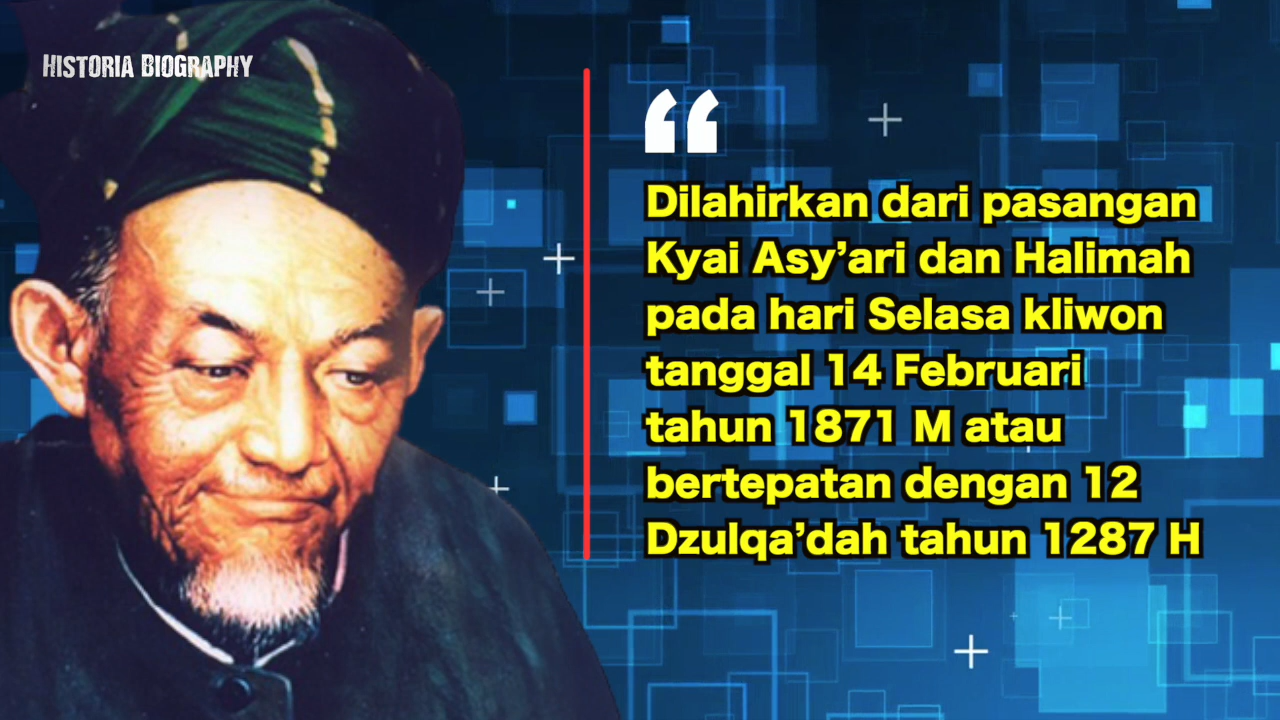 HISTORIA BIOGRAPHY
“
Dilahirkan dari pasangan
Kyai Asy’ari dan Halimah
pada hari Selasa kliwon
tanggal 14 Februari
tahun 1871 M atau
bertepatan dengan 12
Dzulqa’dah tahun 1287 H